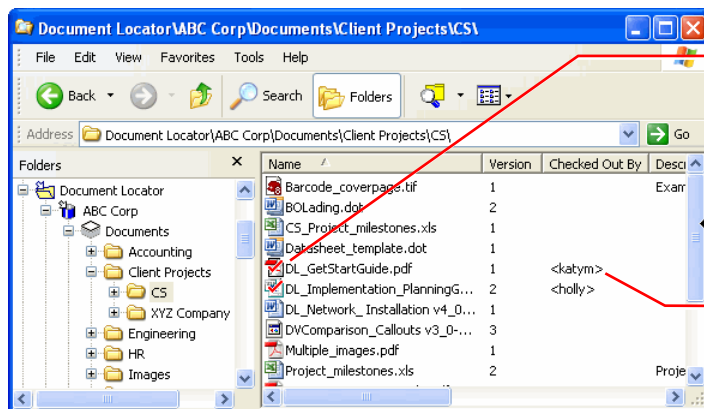 Document Locator\ABC Corp\Documents\Client Projects\CS\
File Edit View Favorites Tools Help
Back Search Folders
Address Document Locator\ABC Corp\Documents\Client Projects\CS\ Go
Folders
Document Locator
ABC Corp
Documents
Accounting
Client Projects
CS
XYZ Company
Engineering
HR
Images
Name Version Checked Out By Descr
Barcode_coverpage.tif 1 Exam
BOLading.dot 2
CS_Project_milestones.xls 1
Datasheet_template.dot 1
DL_GetStartGuide.pdf 1 <katym>
DL_Implementation_PlanningG... 2 <holly>
DL_Network_ Installation v4_0... 1
DVComparison_Callouts v3_0-... 3
Multiple_images.pdf 1
Project_milestones.xls 2 Proje